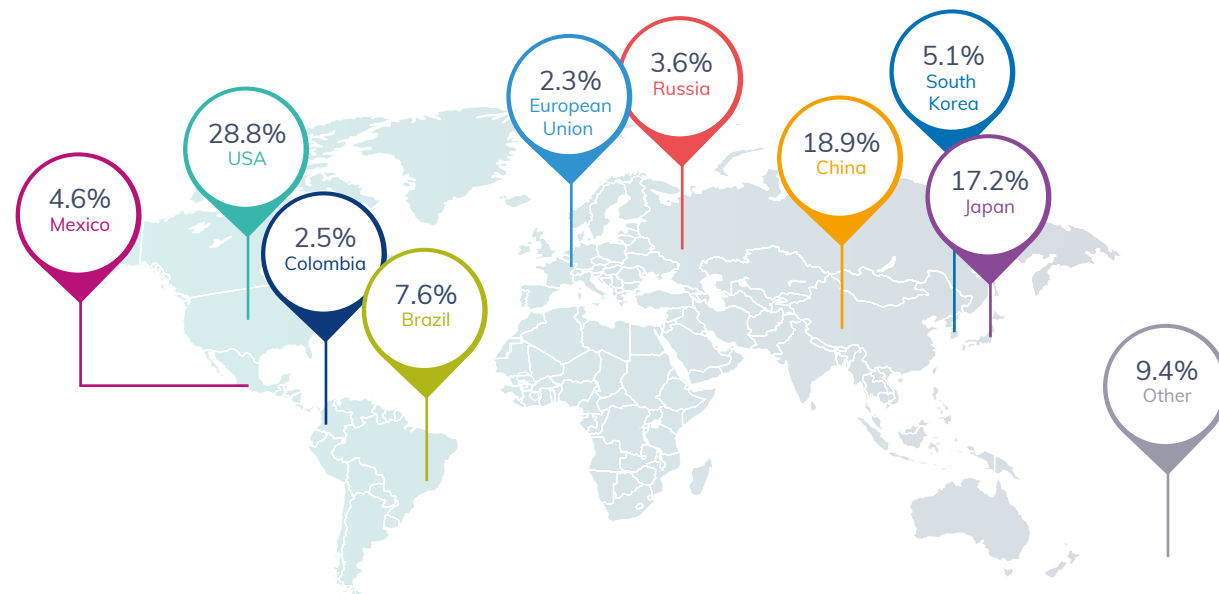 4.6%
Mexico
28.8%
USA
2.5%
Colombia
7.6%
Brazil
2.3%
European
Union
3.6%
Russia
18.9%
China
5.1%
South
Korea
17.2%
Japan
9.4%
Other